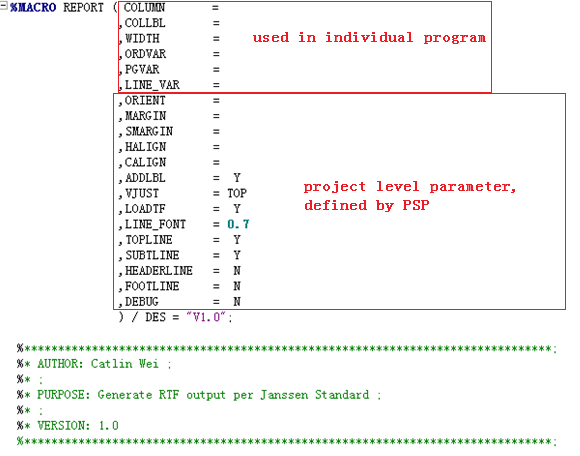 %MACRO REPORT ( COLUMN =
,COLLBL =
,WIDTH =
,ORDVAR =
,PGVAR =
,LINE_VAR =
used in individual program
,ORIENT =
,MARGIN =
,SMARGIN =
,HALIGN =
,CALIGN =
,ADDLBL = Y
,VJUST = TOP
,LOADTF = Y
,LINE_FONT = 0.7
,TOPLINE = Y
,SUBTLINE = Y
,HEADERLINE = N
,FOOTLINE = N
,DEBUG = N
project level parameter,
defined by PSP
) / DES = "V1.0";
%******************************************************************************;
%* AUTHOR: Catlin Wei ;
%* ;
%* PURPOSE: Generate RTF output per Janssen Standard ;
%* ;
%* VERSION: 1.0
%******************************************************************************;